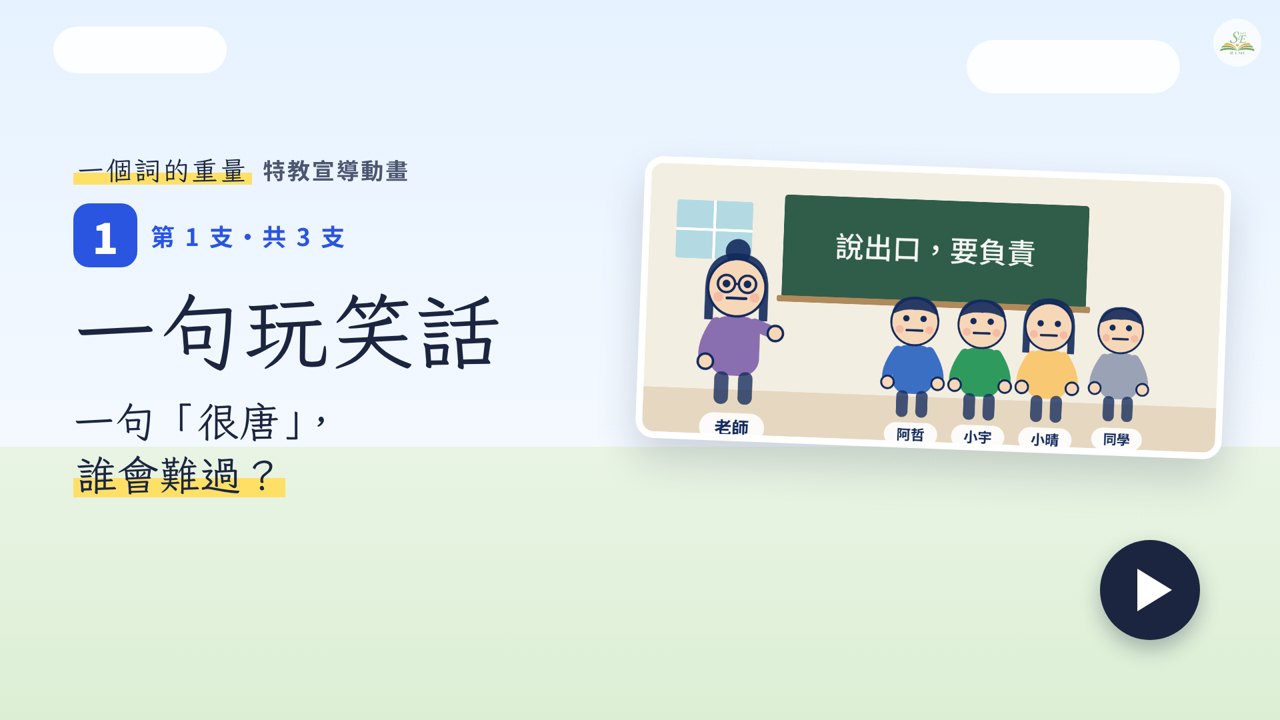 一個詞的重量 特教宣導動畫
1 第 1 支・共 3 支
一句玩笑話
一句「很唐」,
誰會難過？
說出口，要負責
老師
阿哲
小宇
小晴
同學
SE